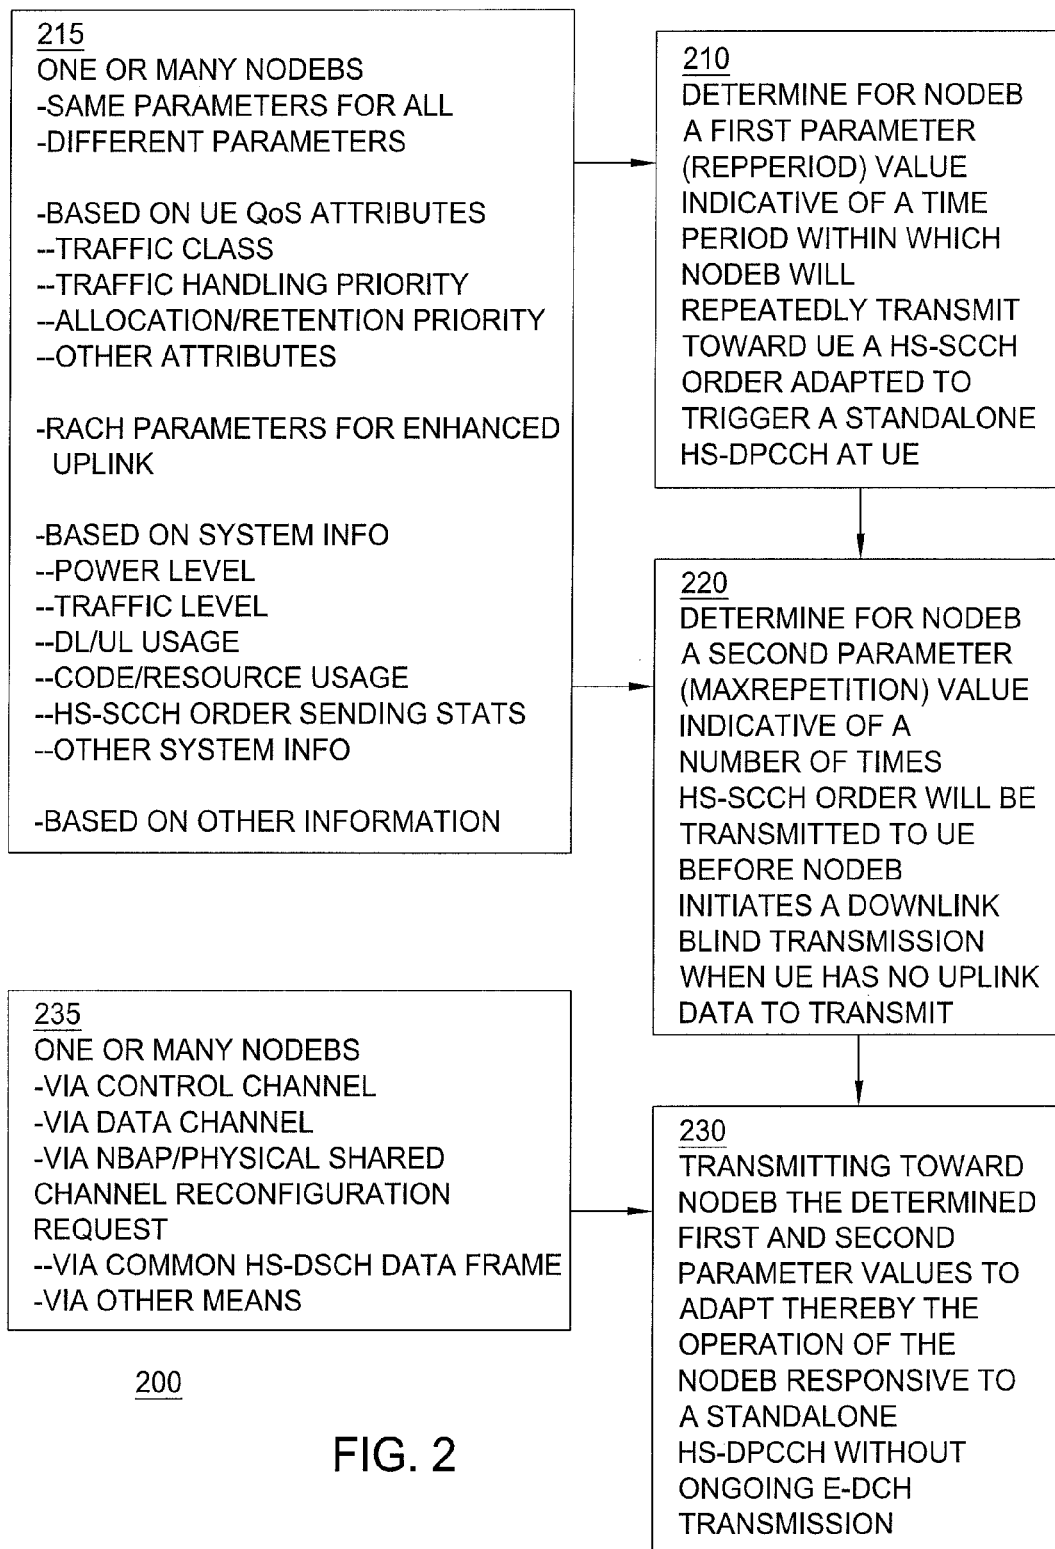 215
ONE OR MANY NODEBS
-SAME PARAMETERS FOR ALL
-DIFFERENT PARAMETERS
-BASED ON UE QoS ATTRIBUTES
--TRAFFIC CLASS
--TRAFFIC HANDLING PRIORITY
--ALLOCATION/RETENTION PRIORITY
--OTHER ATTRIBUTES
-RACH PARAMETERS FOR ENHANCED
UPLINK
-BASED ON SYSTEM INFO
--POWER LEVEL
--TRAFFIC LEVEL
--DL/UL USAGE
--CODE/RESOURCE USAGE
--HS-SCCH ORDER SENDING STATS
--OTHER SYSTEM INFO
-BASED ON OTHER INFORMATION
210
DETERMINE FOR NODEB
A FIRST PARAMETER
(REPPERIOD) VALUE
INDICATIVE OF A TIME
PERIOD WITHIN WHICH
NODEB WILL
REPEATEDLY TRANSMIT
TOWARD UE A HS-SCCH
ORDER ADAPTED TO
TRIGGER A STANDALONE
HS-DPCCH AT UE
220
DETERMINE FOR NODEB
A SECOND PARAMETER
(MAXREPETITION) VALUE
INDICATIVE OF A
NUMBER OF TIMES
HS-SCCH ORDER WILL BE
TRANSMITTED TO UE
BEFORE NODEB
INITIATES A DOWNLINK
BLIND TRANSMISSION
WHEN UE HAS NO UPLINK
DATA TO TRANSMIT
235
ONE OR MANY NODEBS
-VIA CONTROL CHANNEL
-VIA DATA CHANNEL
-VIA NBAP/PHYSICAL SHARED
CHANNEL RECONFIGURATION
REQUEST
--VIA COMMON HS-DSCH DATA FRAME
-VIA OTHER MEANS
230
TRANSMITTING TOWARD
NODEB THE DETERMINED
FIRST AND SECOND
PARAMETER VALUES TO
ADAPT THEREBY THE
OPERATION OF THE
NODEB RESPONSIVE TO
A STANDALONE
HS-DPCCH WITHOUT
ONGOING E-DCH
TRANSMISSION
200
FIG. 2